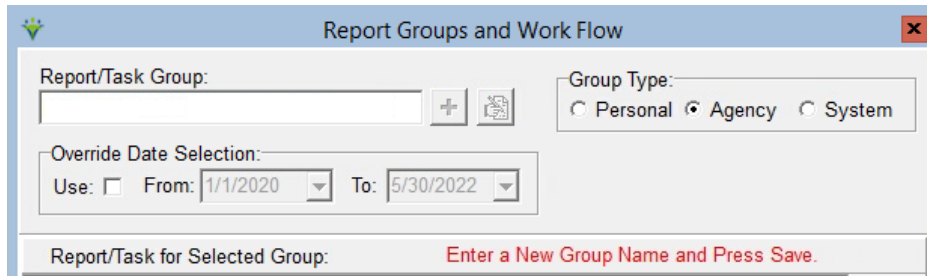 Report Groups and Work Flow
Report/Task Group:
Group Type:
Personal Agency System
Override Date Selection:
Use: From: 1/1/2020 To: 5/30/2022
Report/Task for Selected Group: Enter a New Group Name and Press Save.